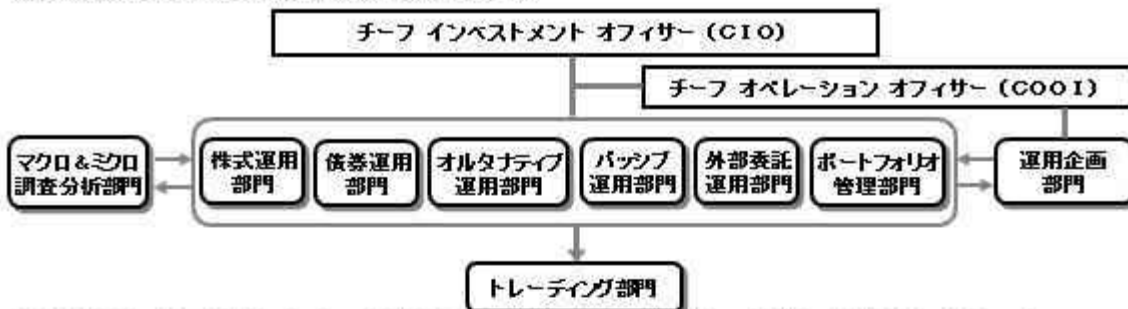 チーフ インベストメント オフィサー (CIO)
チーフ オペレーション オフィサー (COOI)
マクロ&ミクロ
調査分析部門
株式運用
部門
債券運用
部門
オルタナティブ
運用部門
パッシブ
運用部門
外部委託
運用部門
ポートフォリオ
管理部門
運用企画
部門
トレーディング部門